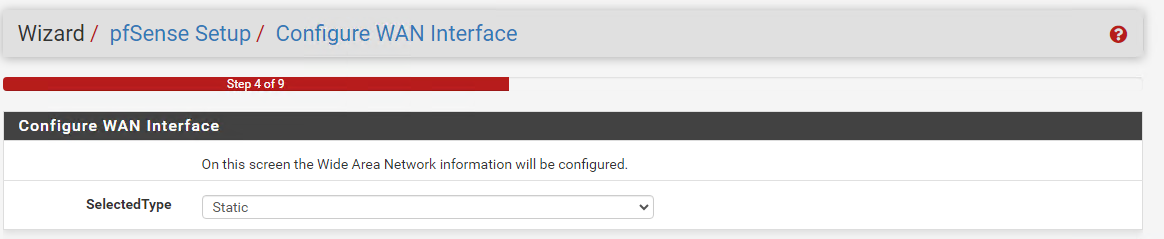 Wizard / pfSense Setup / Configure WAN Interface
Step 4 of 9
Configure WAN Interface
On this screen the Wide Area Network information will be configured.
SelectedType Static